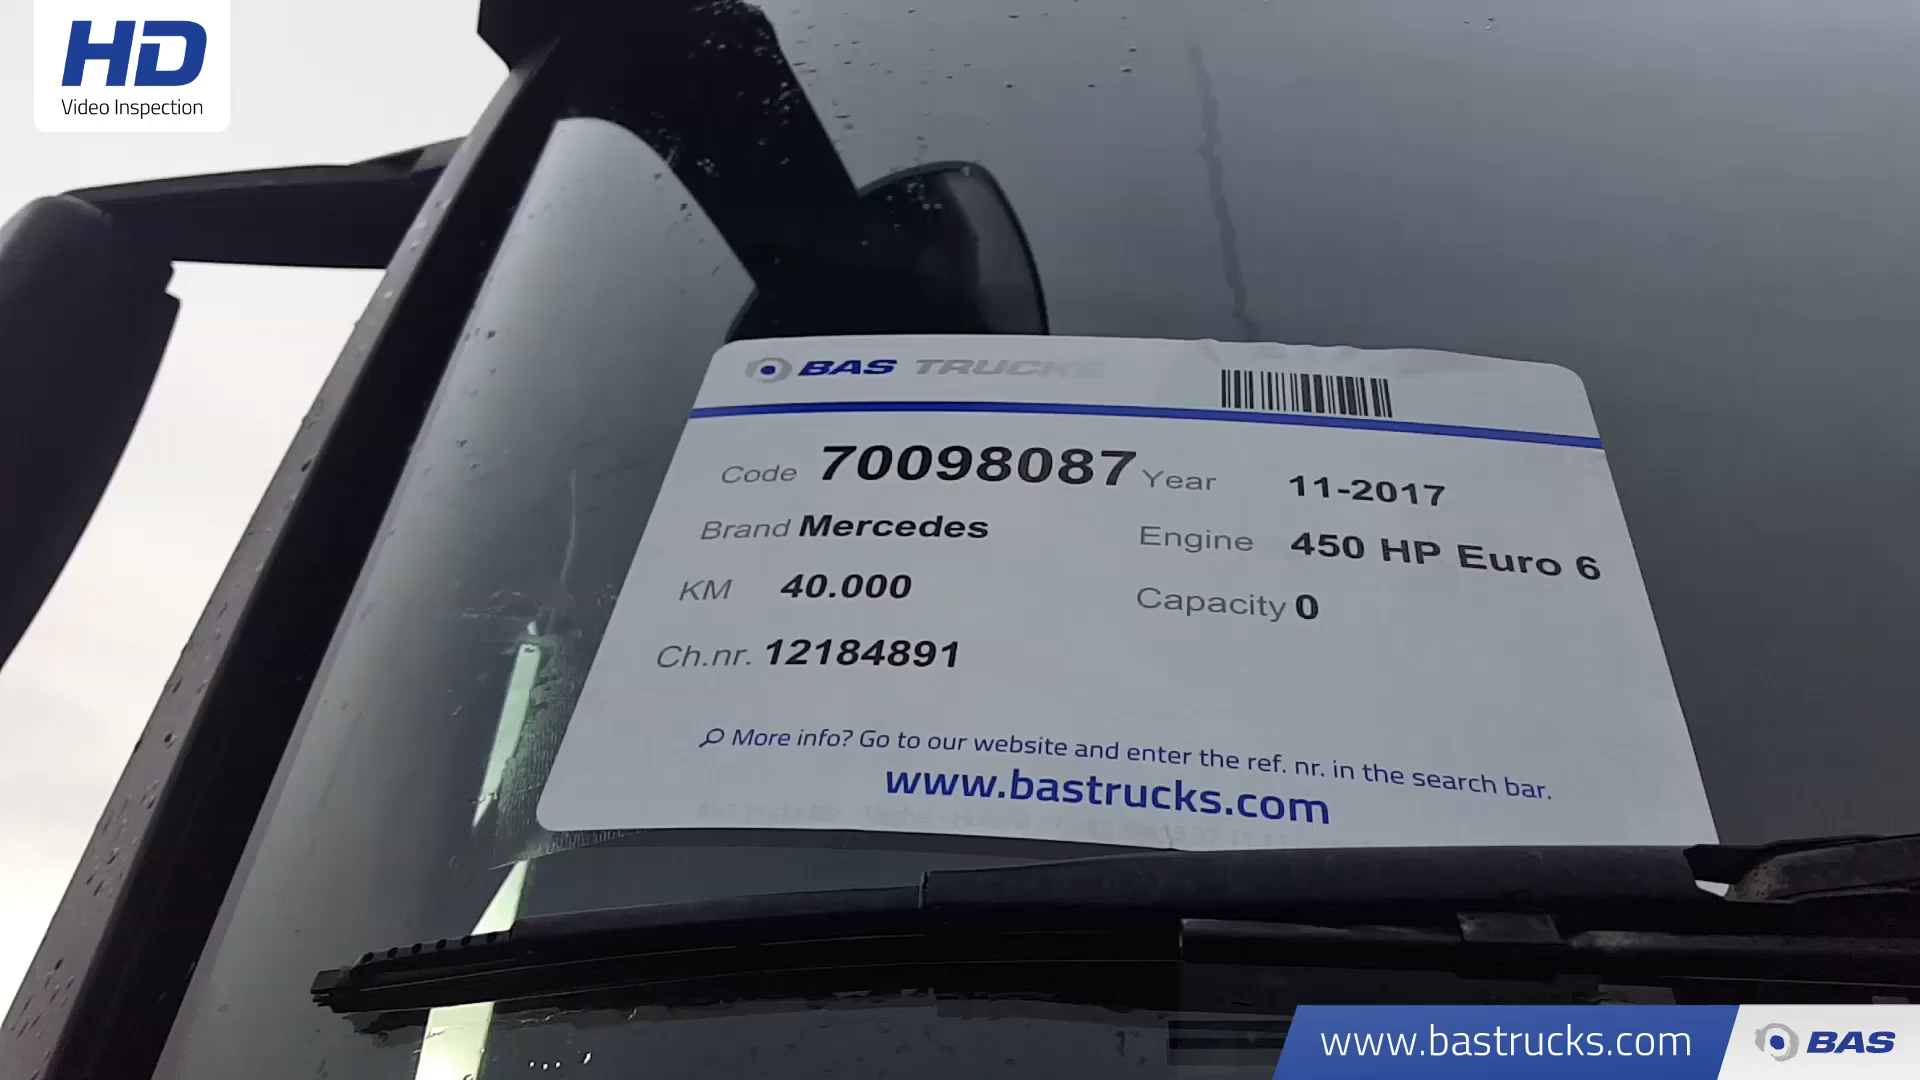 HD
Video Inspection
BAS TRUCKS
Code 70098087 Year 11-2017
Brand Mercedes Engine 450 HP Euro 6
KM 40.000 Capacity 0
Ch.nr. 12184891
More info? Go to our website and enter the ref. nr. in the search bar.
www.bastrucks.com
www.bastrucks.com BAS